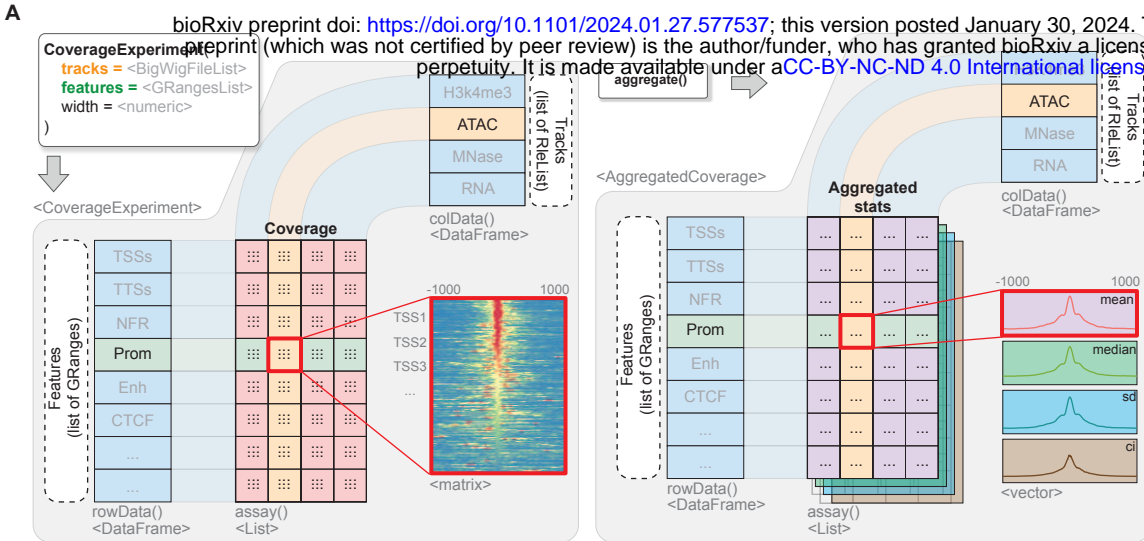 A
bioRxiv preprint doi: https://doi.org/10.1101/2024.01.27.577537; this version posted January 30, 2024.
preprint (which was not certified by peer review) is the author/funder, who has granted bioRxiv a licens
perpetuity. It is made available under aCC-BY-NC-ND 4.0 International licens
CoverageExperiment(
tracks = <BigWigFileList>
features = <GRangesList>
width = <numeric>
)
<CoverageExperiment>
H3k4me3
ATAC
MNase
RNA
Tracks
(list of RleList)
colData()
<DataFrame>
Coverage
Features
(list of GRanges)
TSSs
TTSs
NFR
Prom
Enh
CTCF
...
...
rowData()
<DataFrame>
assay()
<List>
-1000
1000
TSS1
TSS2
TSS3
...
<matrix>
aggregate()
<AggregatedCoverage>
ATAC
MNase
RNA
Tracks
(list of RleList)
colData()
<DataFrame>
Aggregated
stats
Features
(list of GRanges)
TSSs
TTSs
NFR
Prom
Enh
CTCF
...
...
... ... ... ...
... ... ... ...
... ... ... ...
... ... ... ...
... ... ... ...
... ... ... ...
... ... ... ...
... ... ... ...
rowData()
<DataFrame>
assay()
<List>
-1000
1000
mean
median
sd
ci
<vector>